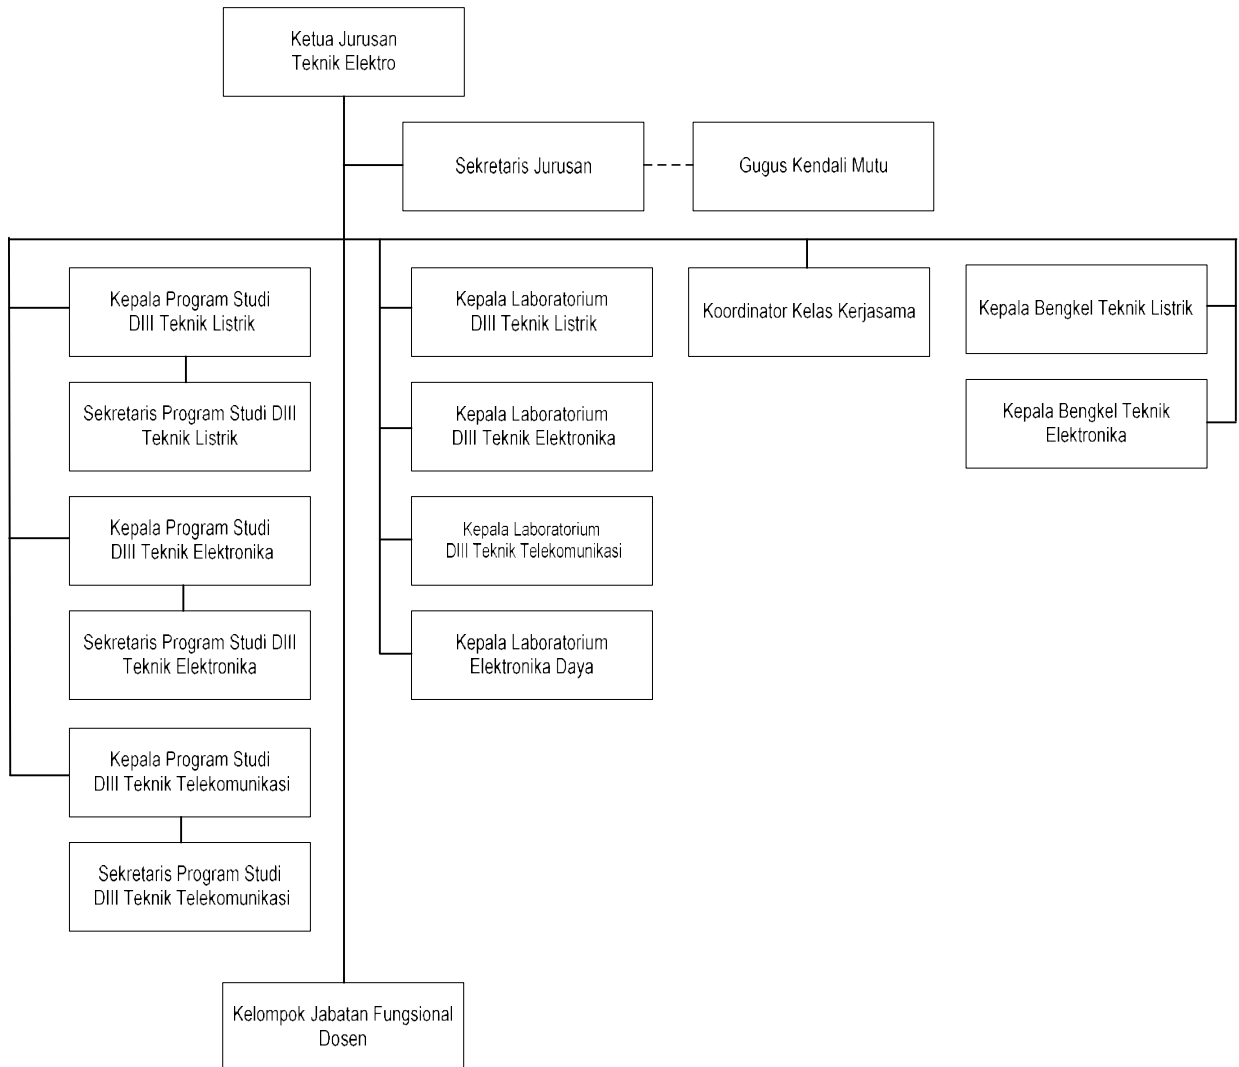 Ketua Jurusan
Teknik Elektro
Sekretaris Jurusan
Gugus Kendali Mutu
Kepala Program Studi
DIII Teknik Listrik
Sekretaris Program Studi DIII
Teknik Listrik
Kepala Program Studi
DIII Teknik Elektronika
Sekretaris Program Studi DIII
Teknik Elektronika
Kepala Program Studi
DIII Teknik Telekomunikasi
Sekretaris Program Studi
DIII Teknik Telekomunikasi
Kepala Laboratorium
DIII Teknik Listrik
Kepala Laboratorium
DIII Teknik Elektronika
Kepala Laboratorium
DIII Teknik Telekomunikasi
Kepala Laboratorium
Elektronika Daya
Koordinator Kelas Kerjasama
Kepala Bengkel Teknik Listrik
Kepala Bengkel Teknik
Elektronika
Kelompok Jabatan Fungsional
Dosen